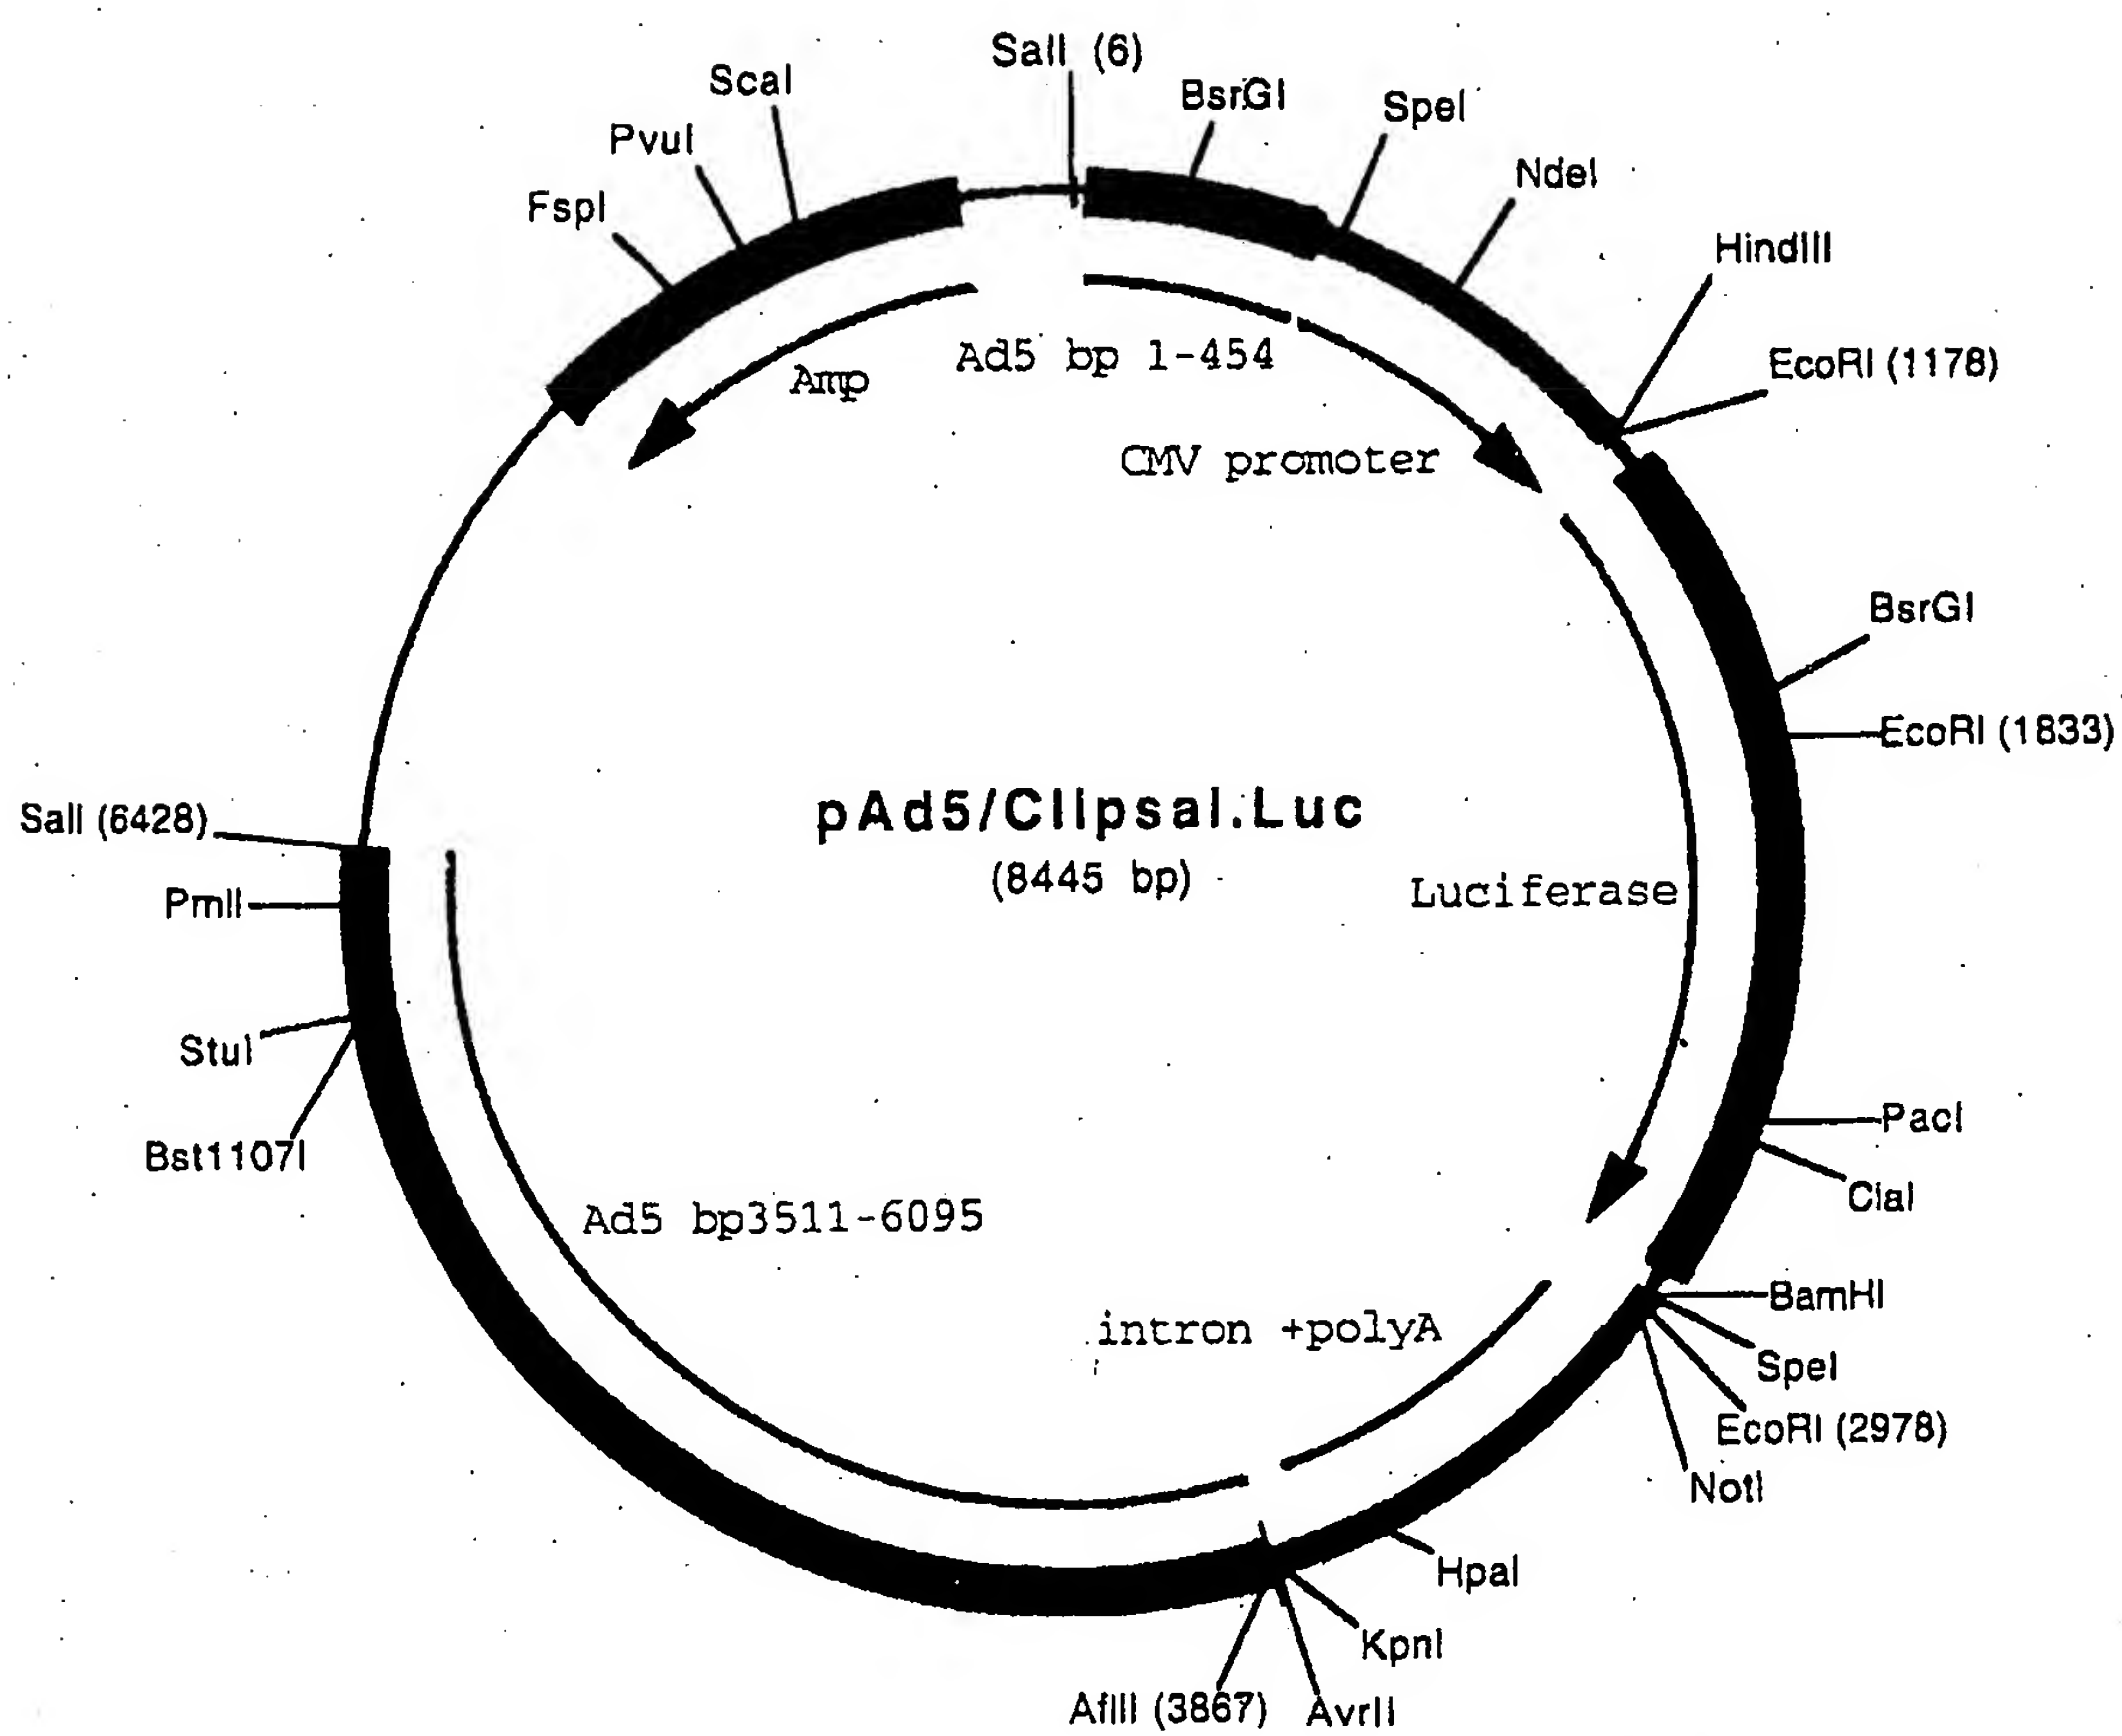 SalI (6)
ScaI
BsrGI
SpeI
PvuI
NdeI
FspI
HindIII
EcoRI (1178)
Ad5 bp 1-454
Amp
CMV promoter
BsrGI
EcoRI (1833)
SalI (6428)
pAd5/Clipsal.Luc
(8445 bp)
PmlI
Luciferase
StuI
PacI
Bst1107I
ClaI
Ad5 bp3511-6095
BamHI
intron +polyA
SpeI
EcoRI (2978)
NotI
HpaI
KpnI
AflII (3867)
AvrII